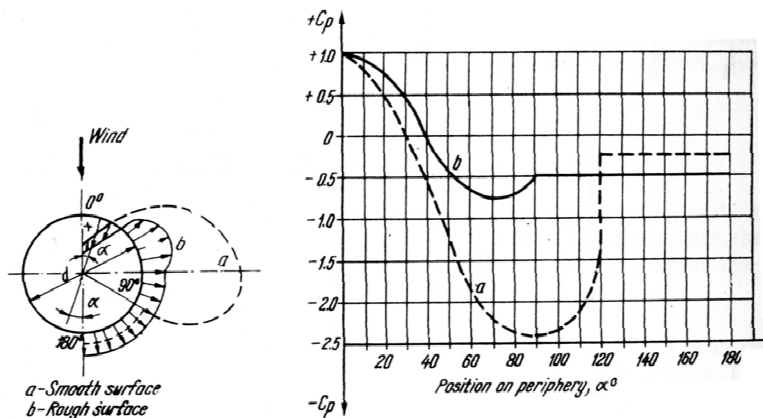 Wind
0°
+
α
b
a
d
90°
α
180°
a-Smooth surface
b-Rough surface
+Cp
+1.0
+0.5
0
-0.5
-1.0
-1.5
-2.0
-2.5
b
a
0 20 40 60 80 100 120 140 160 180
Position on periphery, α°
-Cp